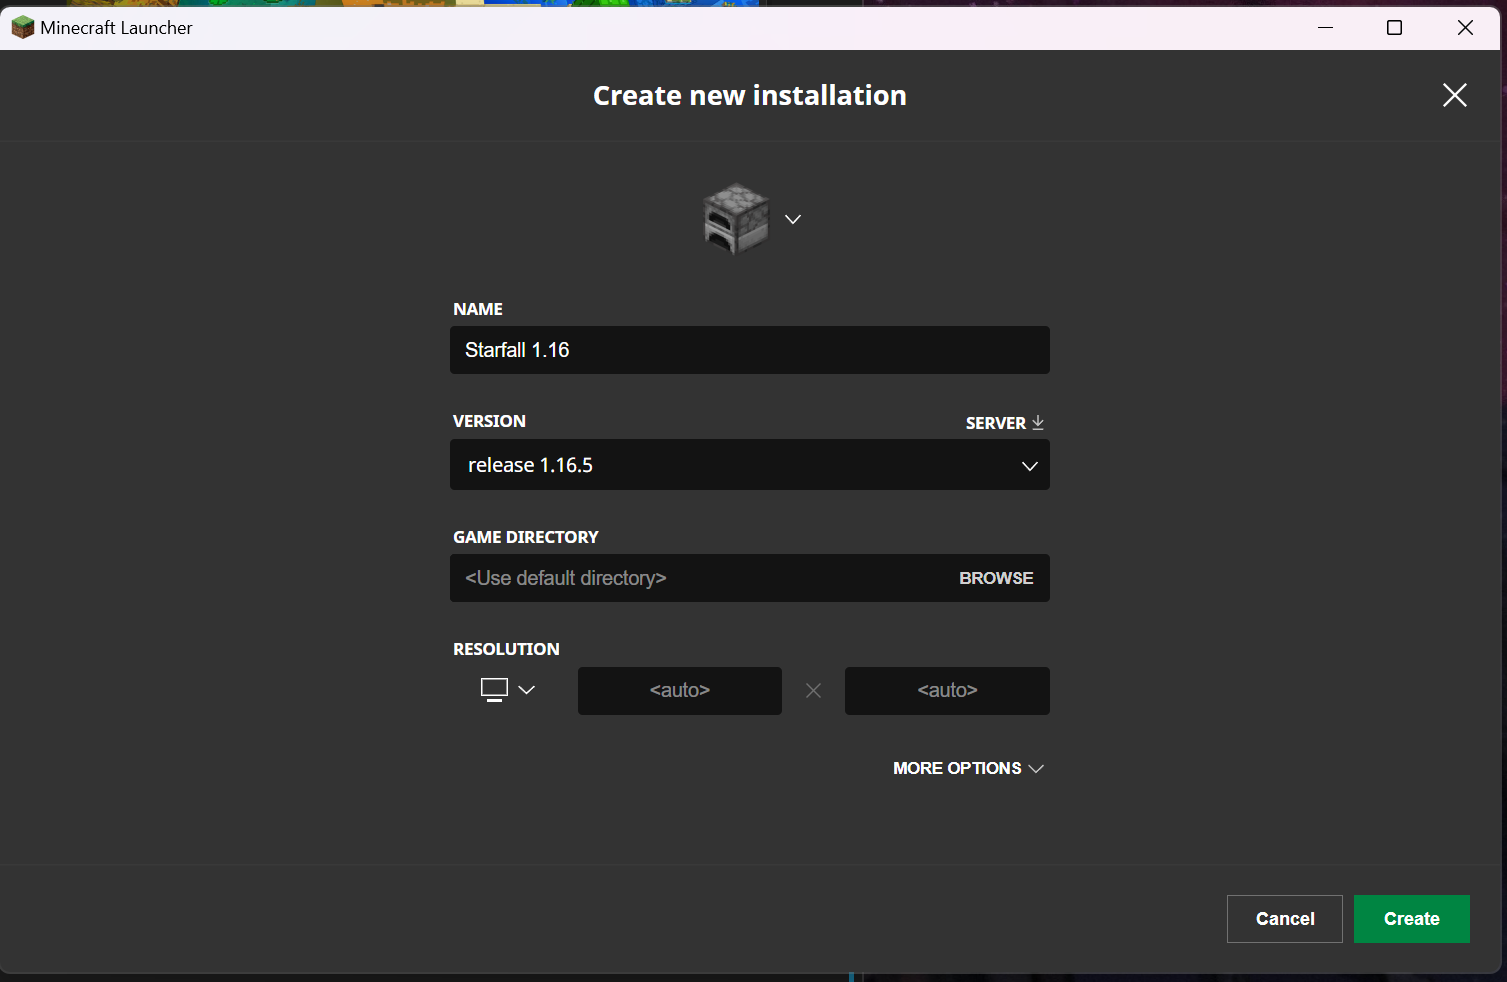 Minecraft Launcher
Create new installation
NAME
Starfall 1.16
VERSION
SERVER
release 1.16.5
GAME DIRECTORY
<Use default directory>
BROWSE
RESOLUTION
<auto>
<auto>
MORE OPTIONS
Cancel
Create